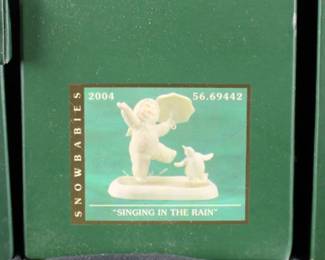 SNOWBABIES
2004 56.69442
"SINGING IN THE RAIN"